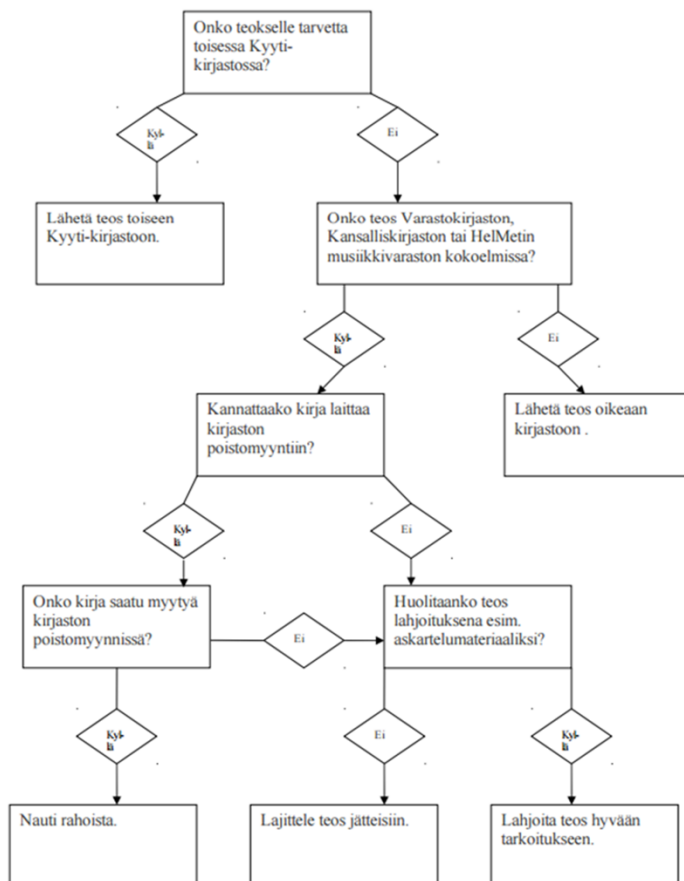 Onko teokselle tarvetta
toisessa Kyyti-
kirjastossa?
Kyl-
lä
Ei
Lähetä teos toiseen
Kyyti-kirjastoon.
Onko teos Varastokirjaston,
Kansalliskirjaston tai HelMetin
musiikkivaraston kokoelmissa?
Kyl-
lä
Ei
Kannattaako kirja laittaa
kirjaston
poistomyyntiin?
Lähetä teos oikeaan
kirjastoon .
Kyl-
lä
Ei
Onko kirja saatu myytyä
kirjaston
poistomyynnissä?
Ei
Huolitaanko teos
lahjoituksena esim.
askartelumateriaaliksi?
Kyl-
lä
Ei
Kyl-
lä
Nauti rahoista.
Lajittele teos jätteisiin.
Lahjoita teos hyvään
tarkoitukseen.